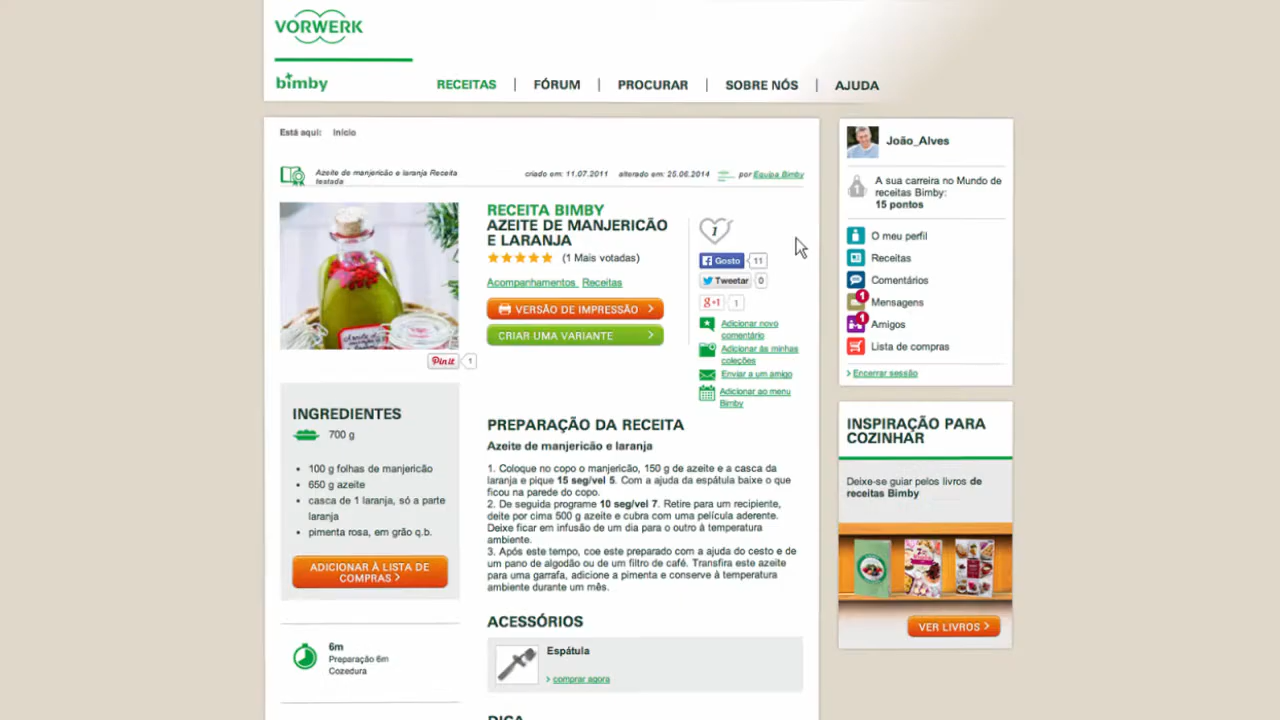 VORWERK
bimby
RECEITAS | FÓRUM | PROCURAR | SOBRE NÓS | AJUDA
Está aqui: Início
Azeite de manjericão e laranja Receita
testada
criado em: 11.07.2011 alterado em: 25.06.2014 por Equipa Bimby
RECEITA BIMBY
AZEITE DE MANJERICÃO
E LARANJA
(1 Mais votadas)
Acompanhamentos Receitas
VERSÃO DE IMPRESSÃO
CRIAR UMA VARIANTE
1
Gosto 11
Tweetar 0
g+1 1
Adicionar novo
comentário
Adicionar às minhas
coleções
Enviar a um amigo
Adicionar ao menu
Bimby
Pin it 1
INGREDIENTES
700 g
• 100 g folhas de manjericão
• 650 g azeite
• casca de 1 laranja, só a parte
laranja
• pimenta rosa, em grão q.b.
ADICIONAR À LISTA DE
COMPRAS >
6m
Preparação 6m
Cozedura
PREPARAÇÃO DA RECEITA
Azeite de manjericão e laranja
1. Coloque no copo o manjericão, 150 g de azeite e a casca da
laranja e pique 15 seg/vel 5. Com a ajuda da espátula baixe o que
ficou na parede do copo.
2. De seguida programe 10 seg/vel 7. Retire para um recipiente,
deite por cima 500 g azeite e cubra com uma película aderente.
Deixe ficar em infusão de um dia para o outro à temperatura
ambiente.
3. Após este tempo, coe este preparado com a ajuda do cesto e de
um pano de algodão ou de um filtro de café. Transfira este azeite
para uma garrafa, adicione a pimenta e conserve à temperatura
ambiente durante um mês.
ACESSÓRIOS
Espátula
> comprar agora
DICA
João_Alves
1
A sua carreira no Mundo de
receitas Bimby:
15 pontos
O meu perfil
Receitas
Comentários
1
Mensagens
1
Amigos
Lista de compras
> Encerrar sessão
INSPIRAÇÃO PARA
COZINHAR
Deixe-se guiar pelos livros de
receitas Bimby
VER LIVROS >